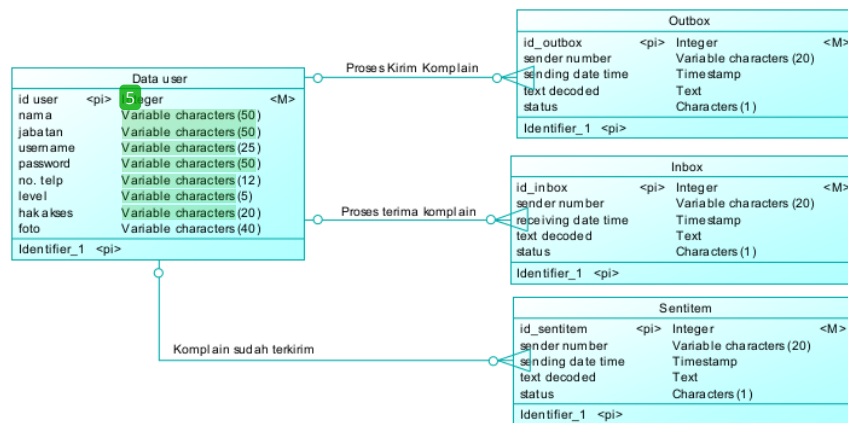 Data user
id user <pi> Integer <M>
nama Variable characters (50)
jabatan Variable characters (50)
username Variable characters (25)
password Variable characters (50)
no. telp Variable characters (12)
level Variable characters (5)
hak akses Variable characters (20)
foto Variable characters (40)
Identifier_1 <pi>
5
Proses Kirim Komplain
Proses terima komplain
Komplain sudah terkirim
Outbox
id_outbox <pi> Integer <M>
sender number Variable characters (20)
sending date time Timestamp
text decoded Text
status Characters (1)
Identifier_1 <pi>
Inbox
id_inbox <pi> Integer <M>
sender number Variable characters (20)
receiving date time Timestamp
text decoded Text
status Characters (1)
Identifier_1 <pi>
Sentitem
id_sentitem <pi> Integer <M>
sender number Variable characters (20)
sending date time Timestamp
text decoded Text
status Characters (1)
Identifier_1 <pi>